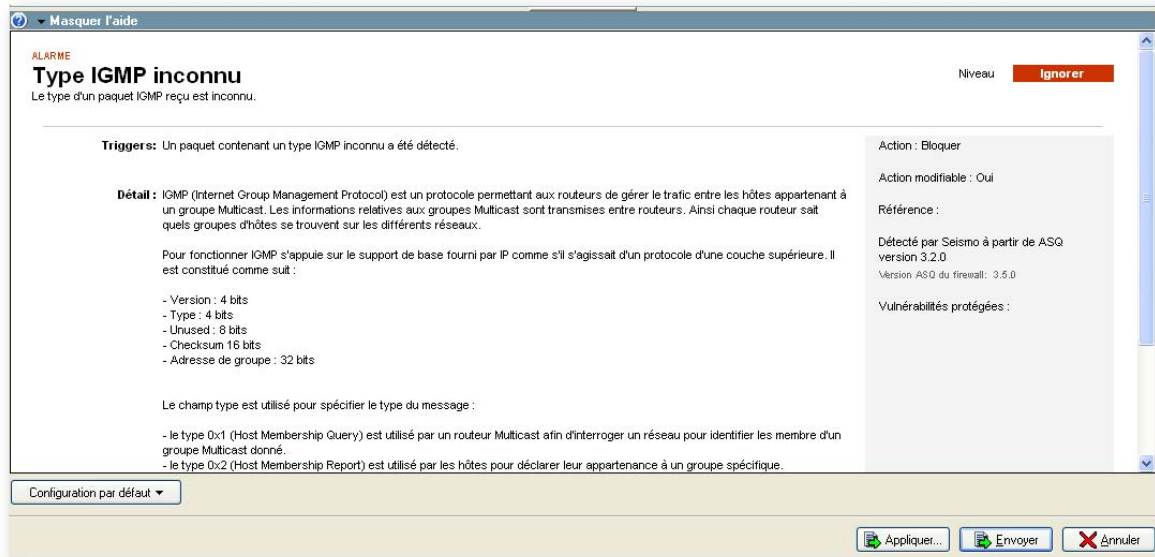 Masquer l'aide
ALARME
Type IGMP inconnu
Niveau Ignorer
Le type d'un paquet IGMP reçu est inconnu.
Triggers: Un paquet contenant un type IGMP inconnu a été détecté.
Détail : IGMP (Internet Group Management Protocol) est un protocole permettant aux routeurs de gérer le trafic entre les hôtes appartenant à
un groupe Multicast. Les informations relatives aux groupes Multicast sont transmises entre routeurs. Ainsi chaque routeur sait
quels groupes d'hôtes se trouvent sur les différents réseaux.
Pour fonctionner IGMP s'appuie sur le support de base fourni par IP comme s'il s'agissait d'un protocole d'une couche supérieure. Il
est constitué comme suit :
- Version : 4 bits
- Type : 4 bits
- Unused : 8 bits
- Checksum 16 bits
- Adresse de groupe : 32 bits
Le champ type est utilisé pour spécifier le type du message :
- le type 0x1 (Host Membership Query) est utilisé par un routeur Multicast afin d'interroger un réseau pour identifier les membre d'un
groupe Multicast donné.
- le type 0x2 (Host Membership Report) est utilisé par les hôtes pour déclarer leur appartenance à un groupe spécifique.
Action : Bloquer
Action modifiable : Oui
Référence :
Détecté par Seismo à partir de ASQ
version 3.2.0
Version ASQ du firewall: 3.5.0
Vulnérabilités protégées :
Configuration par défaut
Appliquer... Envoyer Annuler